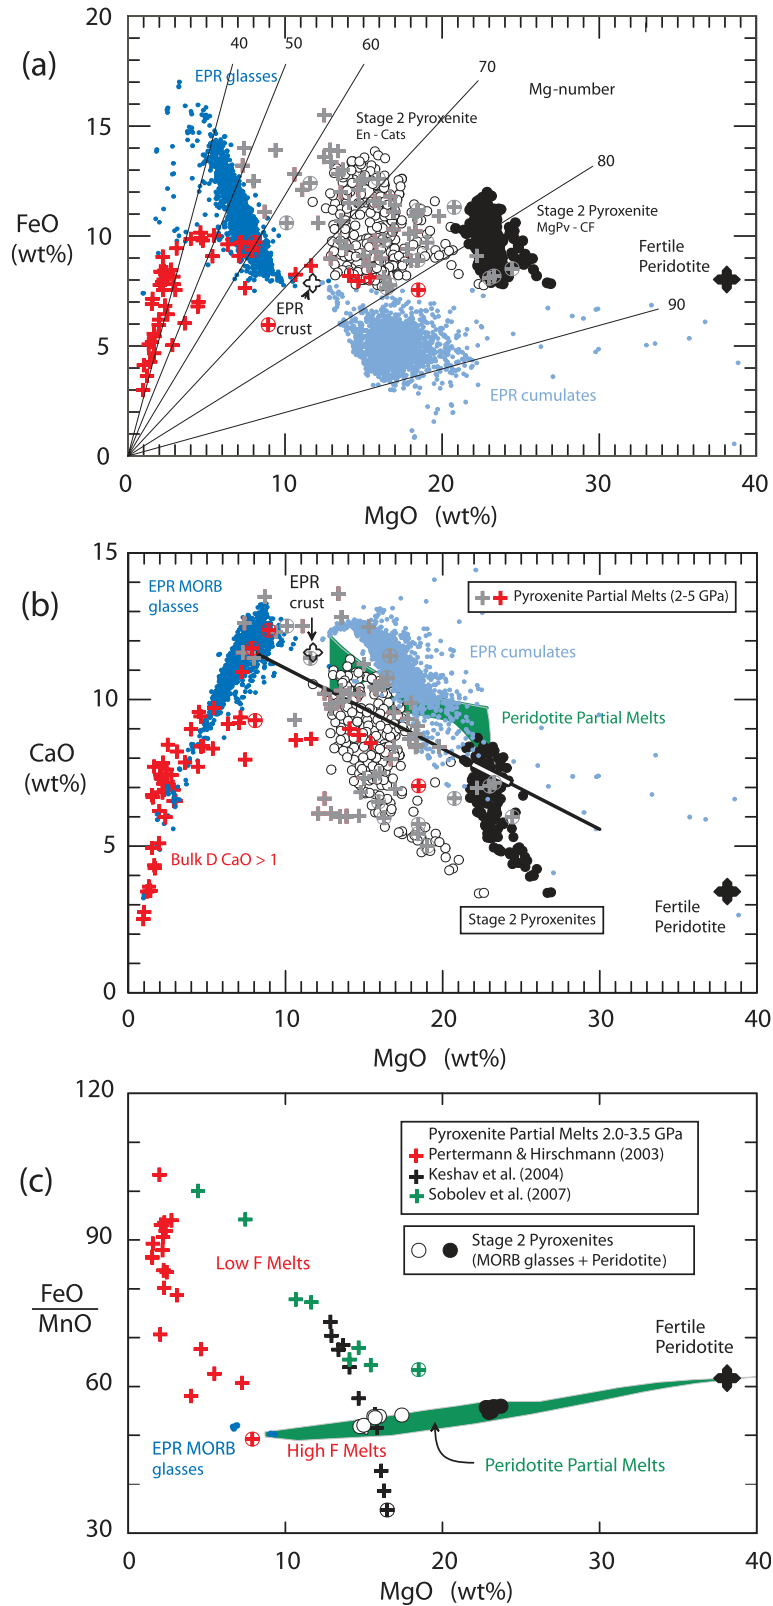 20
(a)
40
50
60
EPR glasses
70
Mg-number
Stage 2 Pyroxenite
En - Cats
15
80
Stage 2 Pyroxenite
MgPv - CF
FeO
(wt%)
10
Fertile
Peridotite
EPR
crust
90
5
EPR cumulates
0
0
10
20
30
40
MgO (wt%)
15
(b)
EPR MORB
glasses
EPR
crust
Pyroxenite Partial Melts (2-5 GPa)
EPR cumulates
10
Peridotite Partial Melts
CaO
(wt%)
5
Bulk D CaO > 1
Stage 2 Pyroxenites
Fertile
Peridotite
0
0
10
20
30
40
MgO (wt%)
120
(c)
Pyroxenite Partial Melts 2.0-3.5 GPa
Pertermann & Hirschmann (2003)
Keshav et al. (2004)
Sobolev et al. (2007)
Stage 2 Pyroxenites
(MORB glasses + Peridotite)
90
Low F Melts
FeO
MnO
Fertile
Peridotite
60
EPR MORB
glasses
High F Melts
Peridotite Partial Melts
30
0
10
20
30
40
MgO (wt%)